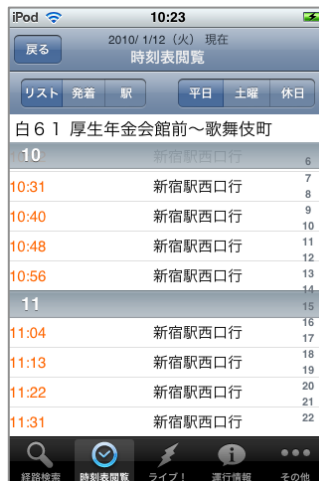 iPod 10:23
戻る 2010/ 1/12（火） 現在
時刻表閲覧
リスト 発着 駅 平日 土曜 休日
白６１ 厚生年金会館前～歌舞伎町
10
新宿駅西口行
10:31 新宿駅西口行
10:40 新宿駅西口行
10:48 新宿駅西口行
10:56 新宿駅西口行
11
11:04 新宿駅西口行
11:13 新宿駅西口行
11:22 新宿駅西口行
11:31 新宿駅西口行
6
7
8
9
10
11
12
13
14
15
16
17
18
19
20
21
22
経路検索 時刻表閲覧 ライブ！ 運行情報 その他